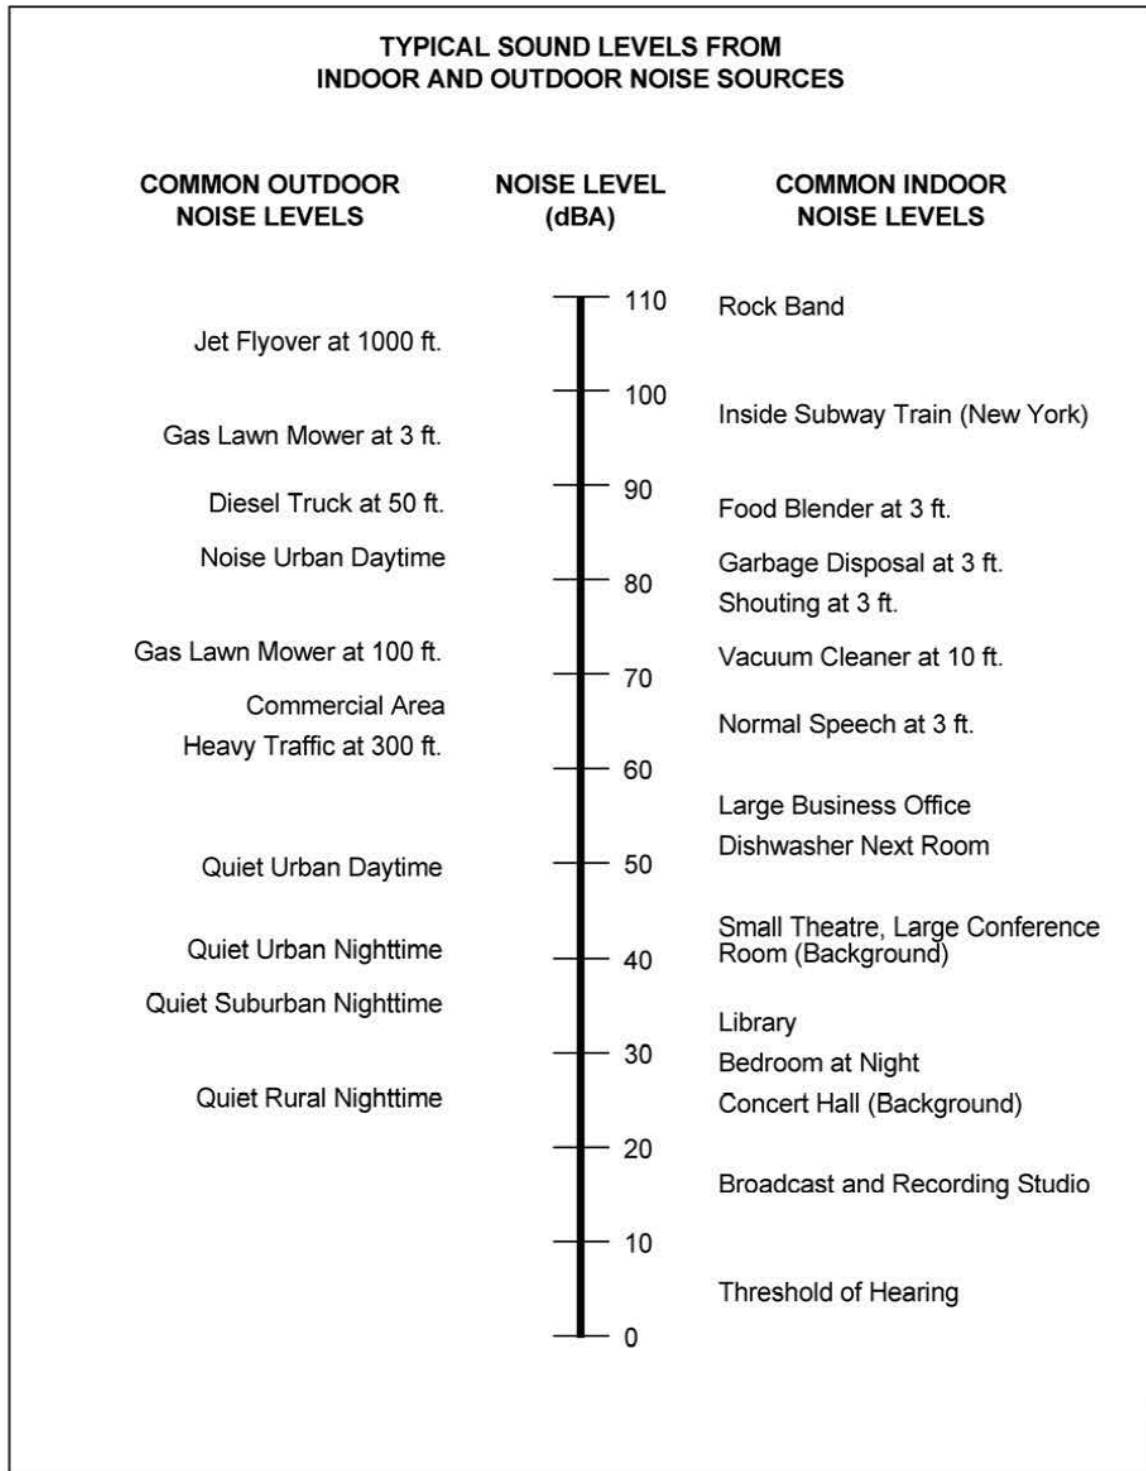 TYPICAL SOUND LEVELS FROM
INDOOR AND OUTDOOR NOISE SOURCES
COMMON OUTDOOR
NOISE LEVELS
NOISE LEVEL
(dBA)
COMMON INDOOR
NOISE LEVELS
110
Rock Band
Jet Flyover at 1000 ft.
100
Inside Subway Train (New York)
Gas Lawn Mower at 3 ft.
90
Diesel Truck at 50 ft.
Food Blender at 3 ft.
Noise Urban Daytime
Garbage Disposal at 3 ft.
80
Shouting at 3 ft.
Gas Lawn Mower at 100 ft.
Vacuum Cleaner at 10 ft.
70
Commercial Area
Normal Speech at 3 ft.
Heavy Traffic at 300 ft.
60
Large Business Office
Dishwasher Next Room
50
Quiet Urban Daytime
Small Theatre, Large Conference
Room (Background)
Quiet Urban Nighttime
40
Quiet Suburban Nighttime
Library
30
Bedroom at Night
Quiet Rural Nighttime
Concert Hall (Background)
20
Broadcast and Recording Studio
10
Threshold of Hearing
0